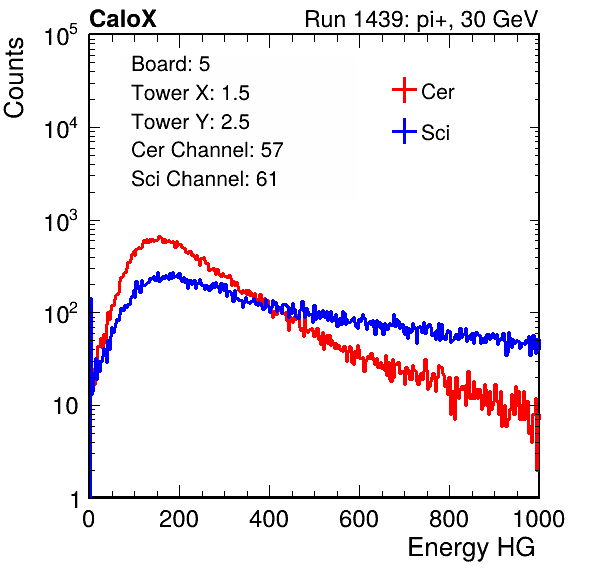 CaloX Run 1439: pi+, 30 GeV
Counts
Board: 5
Tower X: 1.5
Tower Y: 2.5
Cer Channel: 57
Sci Channel: 61
Cer
Sci
10^5
10^4
10^3
10^2
10
1
0 200 400 600 800 1000
Energy HG